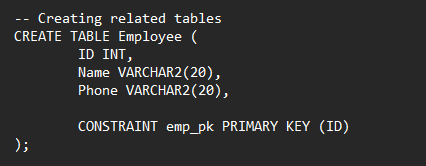 -- Creating related tables
CREATE TABLE Employee (
ID INT,
Name VARCHAR2(20),
Phone VARCHAR2(20),
CONSTRAINT emp_pk PRIMARY KEY (ID)
);